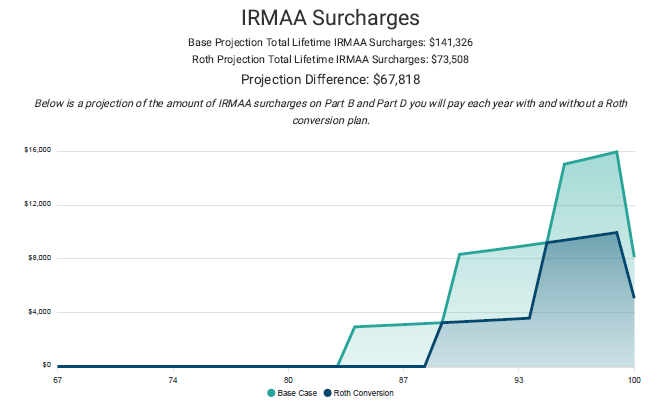 IRMAA Surcharges
Base Projection Total Lifetime IRMAA Surcharges: $141,326
Roth Projection Total Lifetime IRMAA Surcharges: $73,508
Projection Difference: $67,818
Below is a projection of the amount of IRMAA surcharges on Part B and Part D you will pay each year with and without a Roth
conversion plan.
$16,000
$12,000
$8,000
$4,000
$0
67 74 80 87 93 100
Base Case Roth Conversion